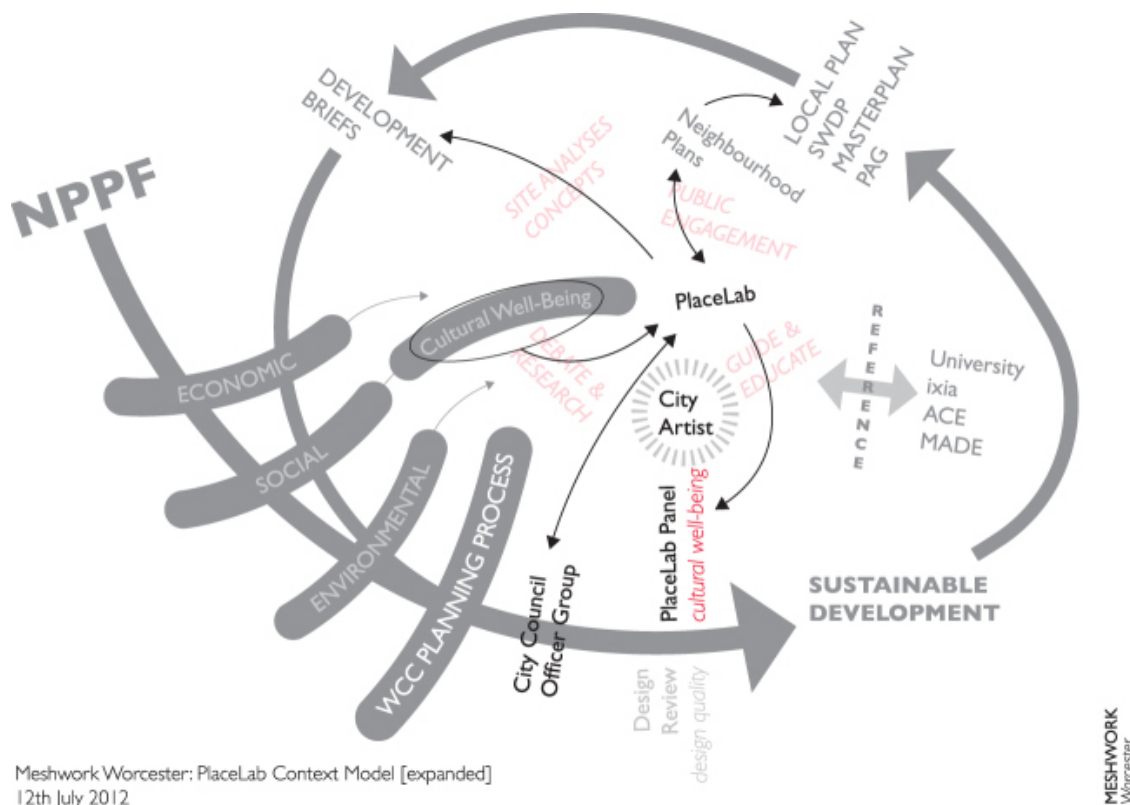 DEVELOPMENT
BRIEFS
LOCAL PLAN
SWDP
MASTERPLAN
PAG
Neighbourhood
Plans
SITE ANALYSES
CONCEPTS
PUBLIC
ENGAGEMENT
NPPF
PlaceLab
Cultural Well-Being
DEBATE &
RESEARCH
GUIDE &
EDUCATE
REFERENCE
University
ixia
ACE
MADE
ECONOMIC
City
Artist
SOCIAL
ENVIRONMENTAL
WCC PLANNING PROCESS
PlaceLab Panel
cultural well-being
City Council
Officer Group
SUSTAINABLE
DEVELOPMENT
Design
Review
design quality
Meshwork Worcester: PlaceLab Context Model [expanded]
12th July 2012
MESHWORK
Worcester